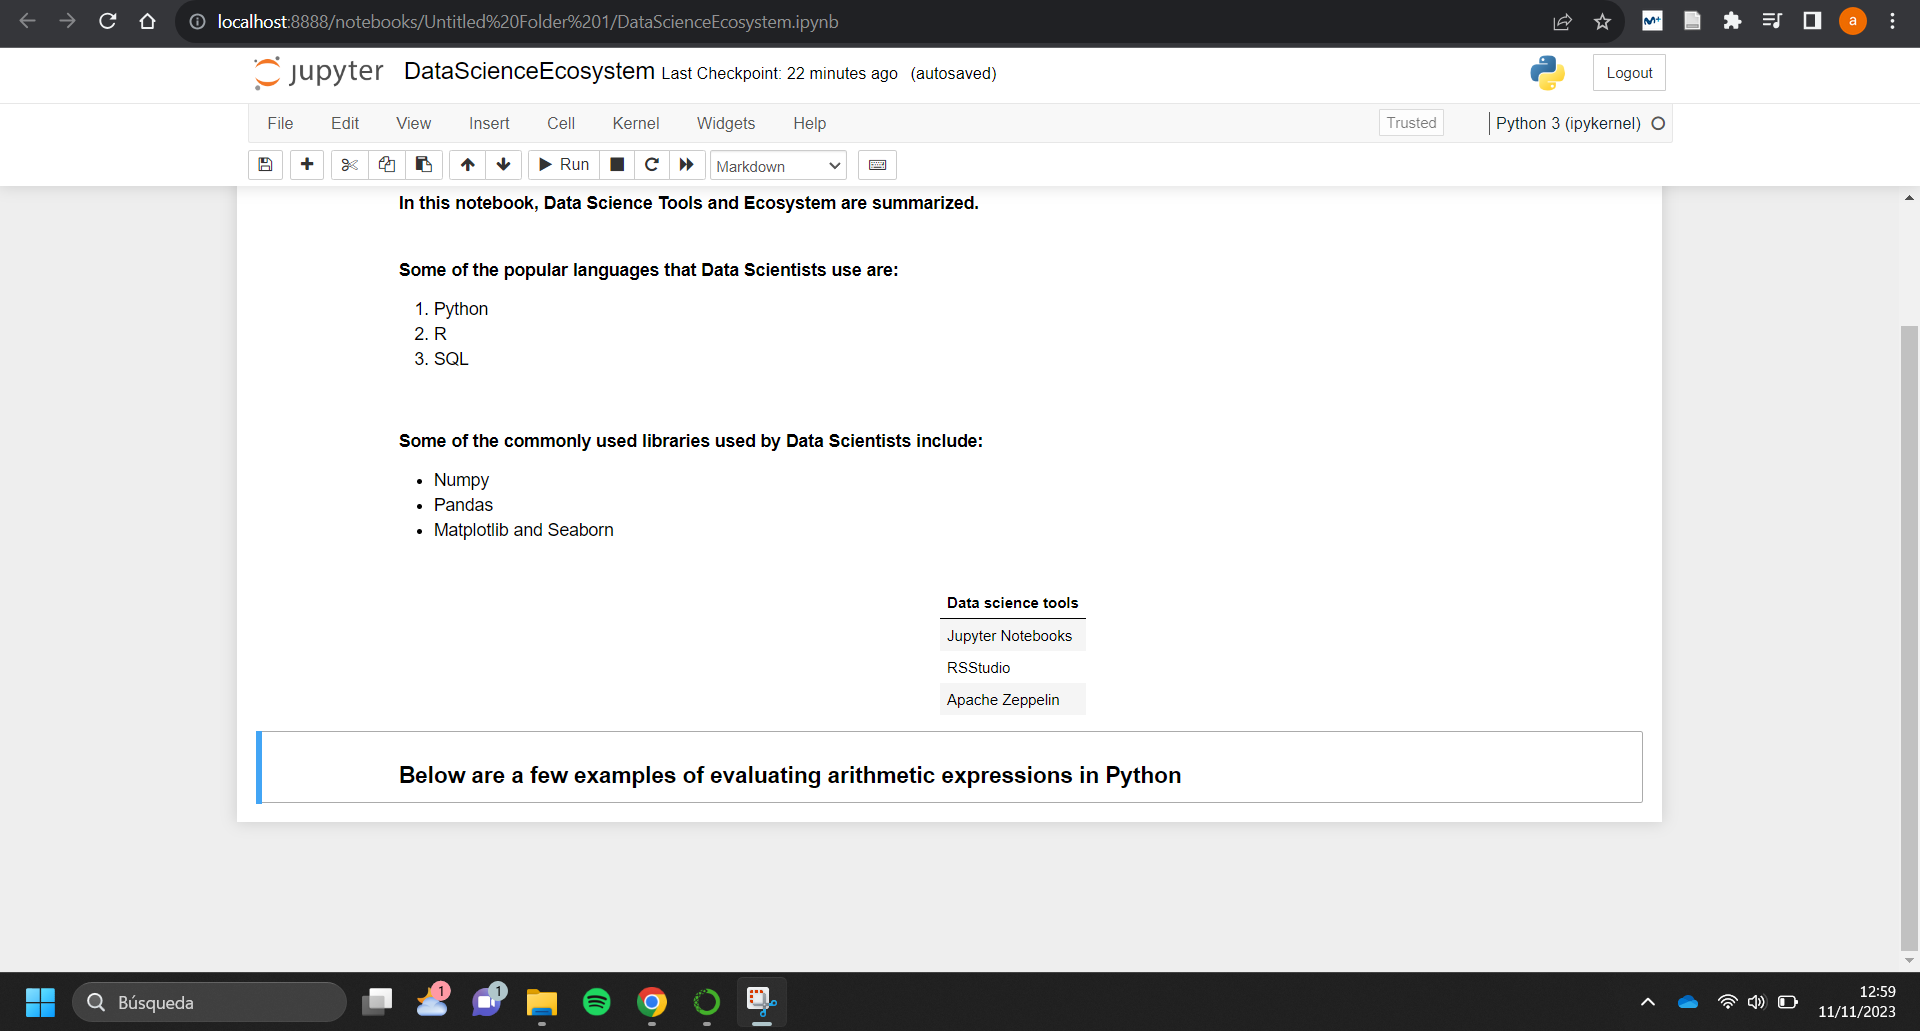 localhost:8888/notebooks/Untitled%20Folder%201/DataScienceEcosystem.ipynb
a
jupyter DataScienceEcosystem Last Checkpoint: 22 minutes ago (autosaved)
Logout
File Edit View Insert Cell Kernel Widgets Help
Trusted
Python 3 (ipykernel)
Run
Markdown
In this notebook, Data Science Tools and Ecosystem are summarized.
Some of the popular languages that Data Scientists use are:
1. Python
2. R
3. SQL
Some of the commonly used libraries used by Data Scientists include:
• Numpy
• Pandas
• Matplotlib and Seaborn
Data science tools
Jupyter Notebooks
RSStudio
Apache Zeppelin
Below are a few examples of evaluating arithmetic expressions in Python
Búsqueda
1
1
12:59
11/11/2023